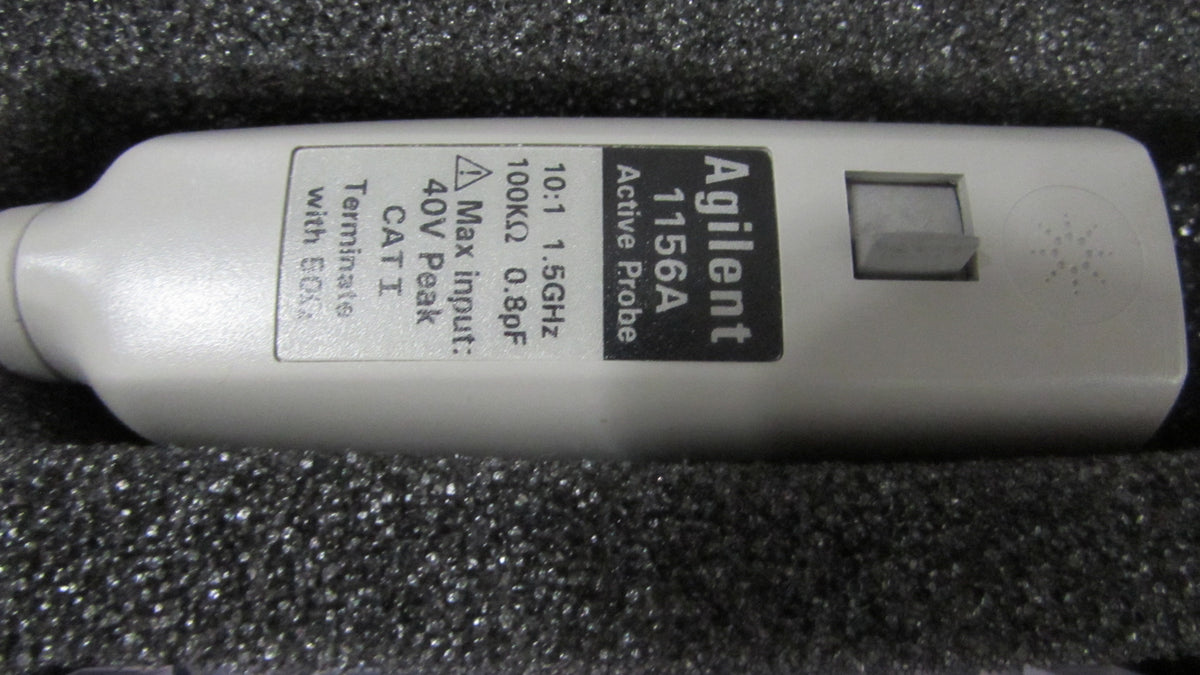 Agilent
1156A
Active Probe
10:1 1.5GHz
100KΩ 0.8pF
⚠ Max input:
40V Peak
CAT I
Terminate
with 50Ω